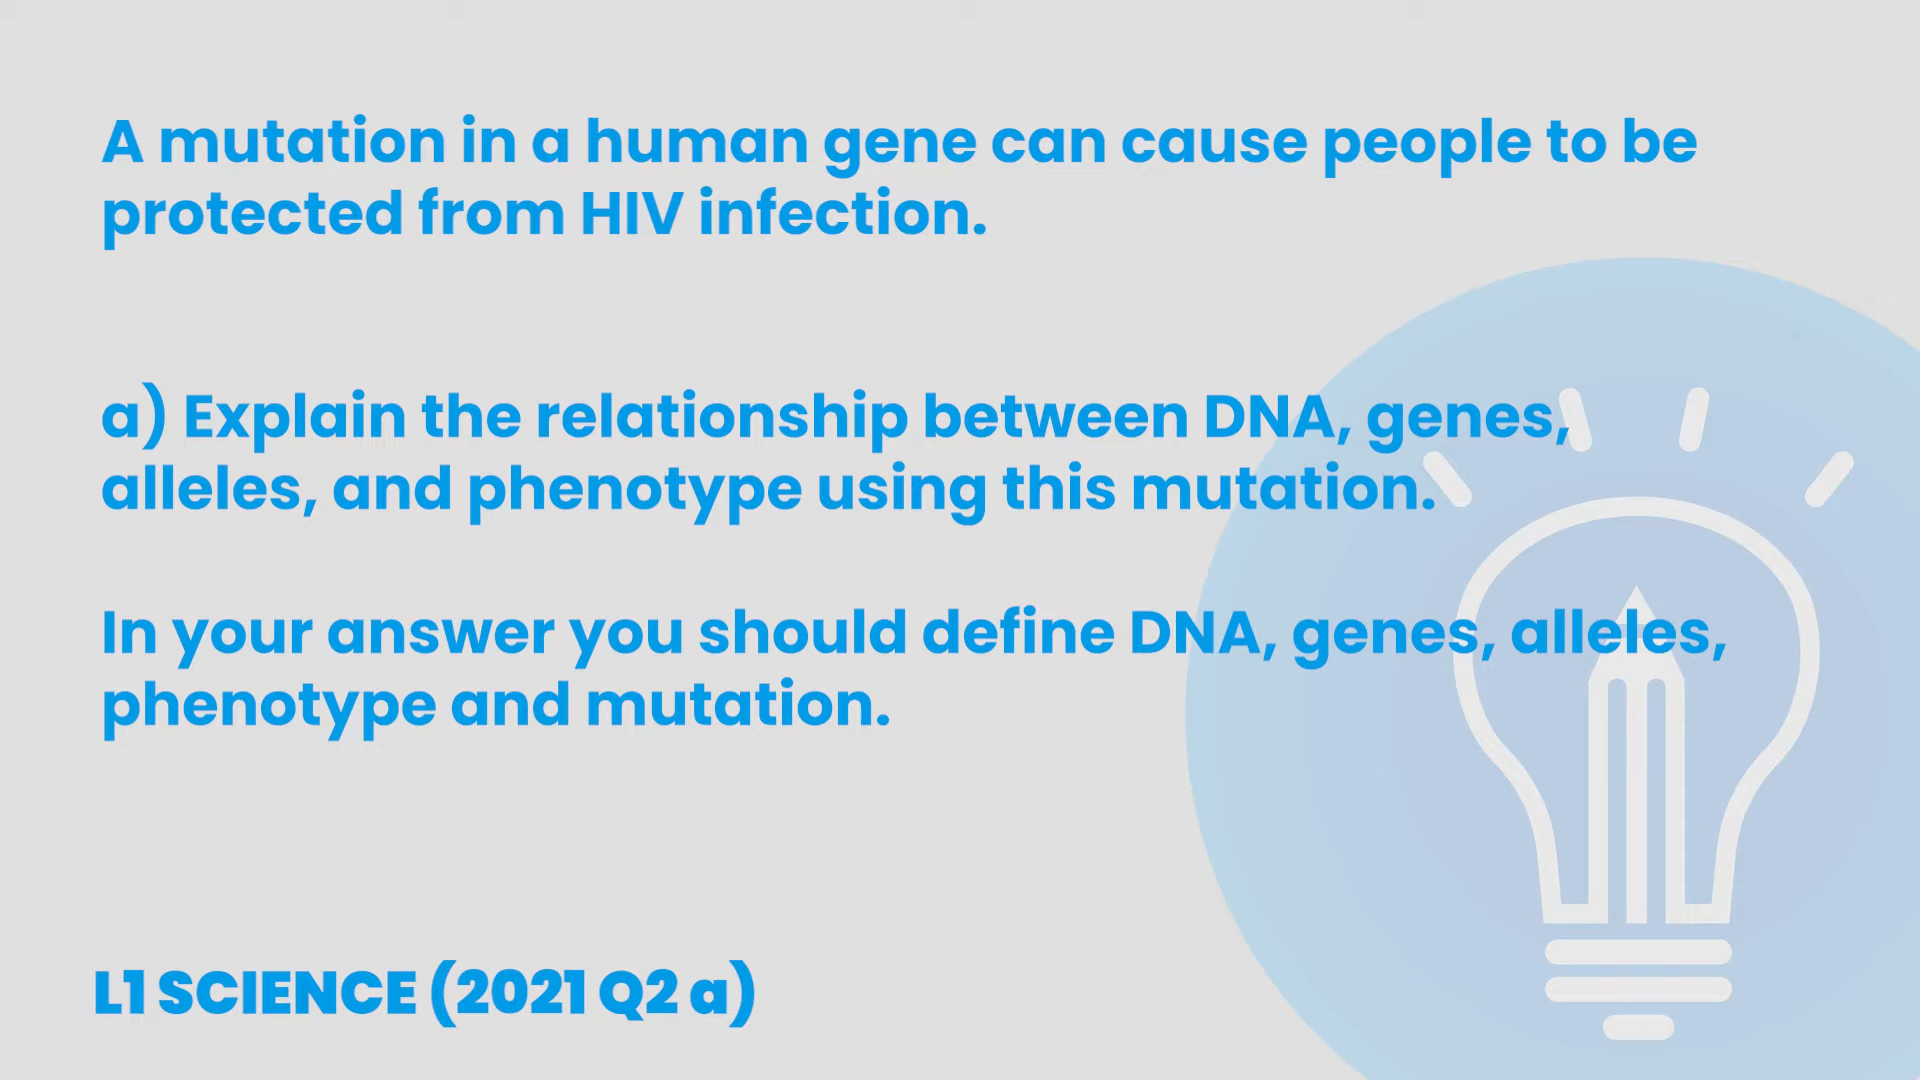 A mutation in a human gene can cause people to be
protected from HIV infection.
a) Explain the relationship between DNA, genes,
alleles, and phenotype using this mutation.
In your answer you should define DNA, genes, alleles,
phenotype and mutation.
L1 SCIENCE (2021 Q2 a)